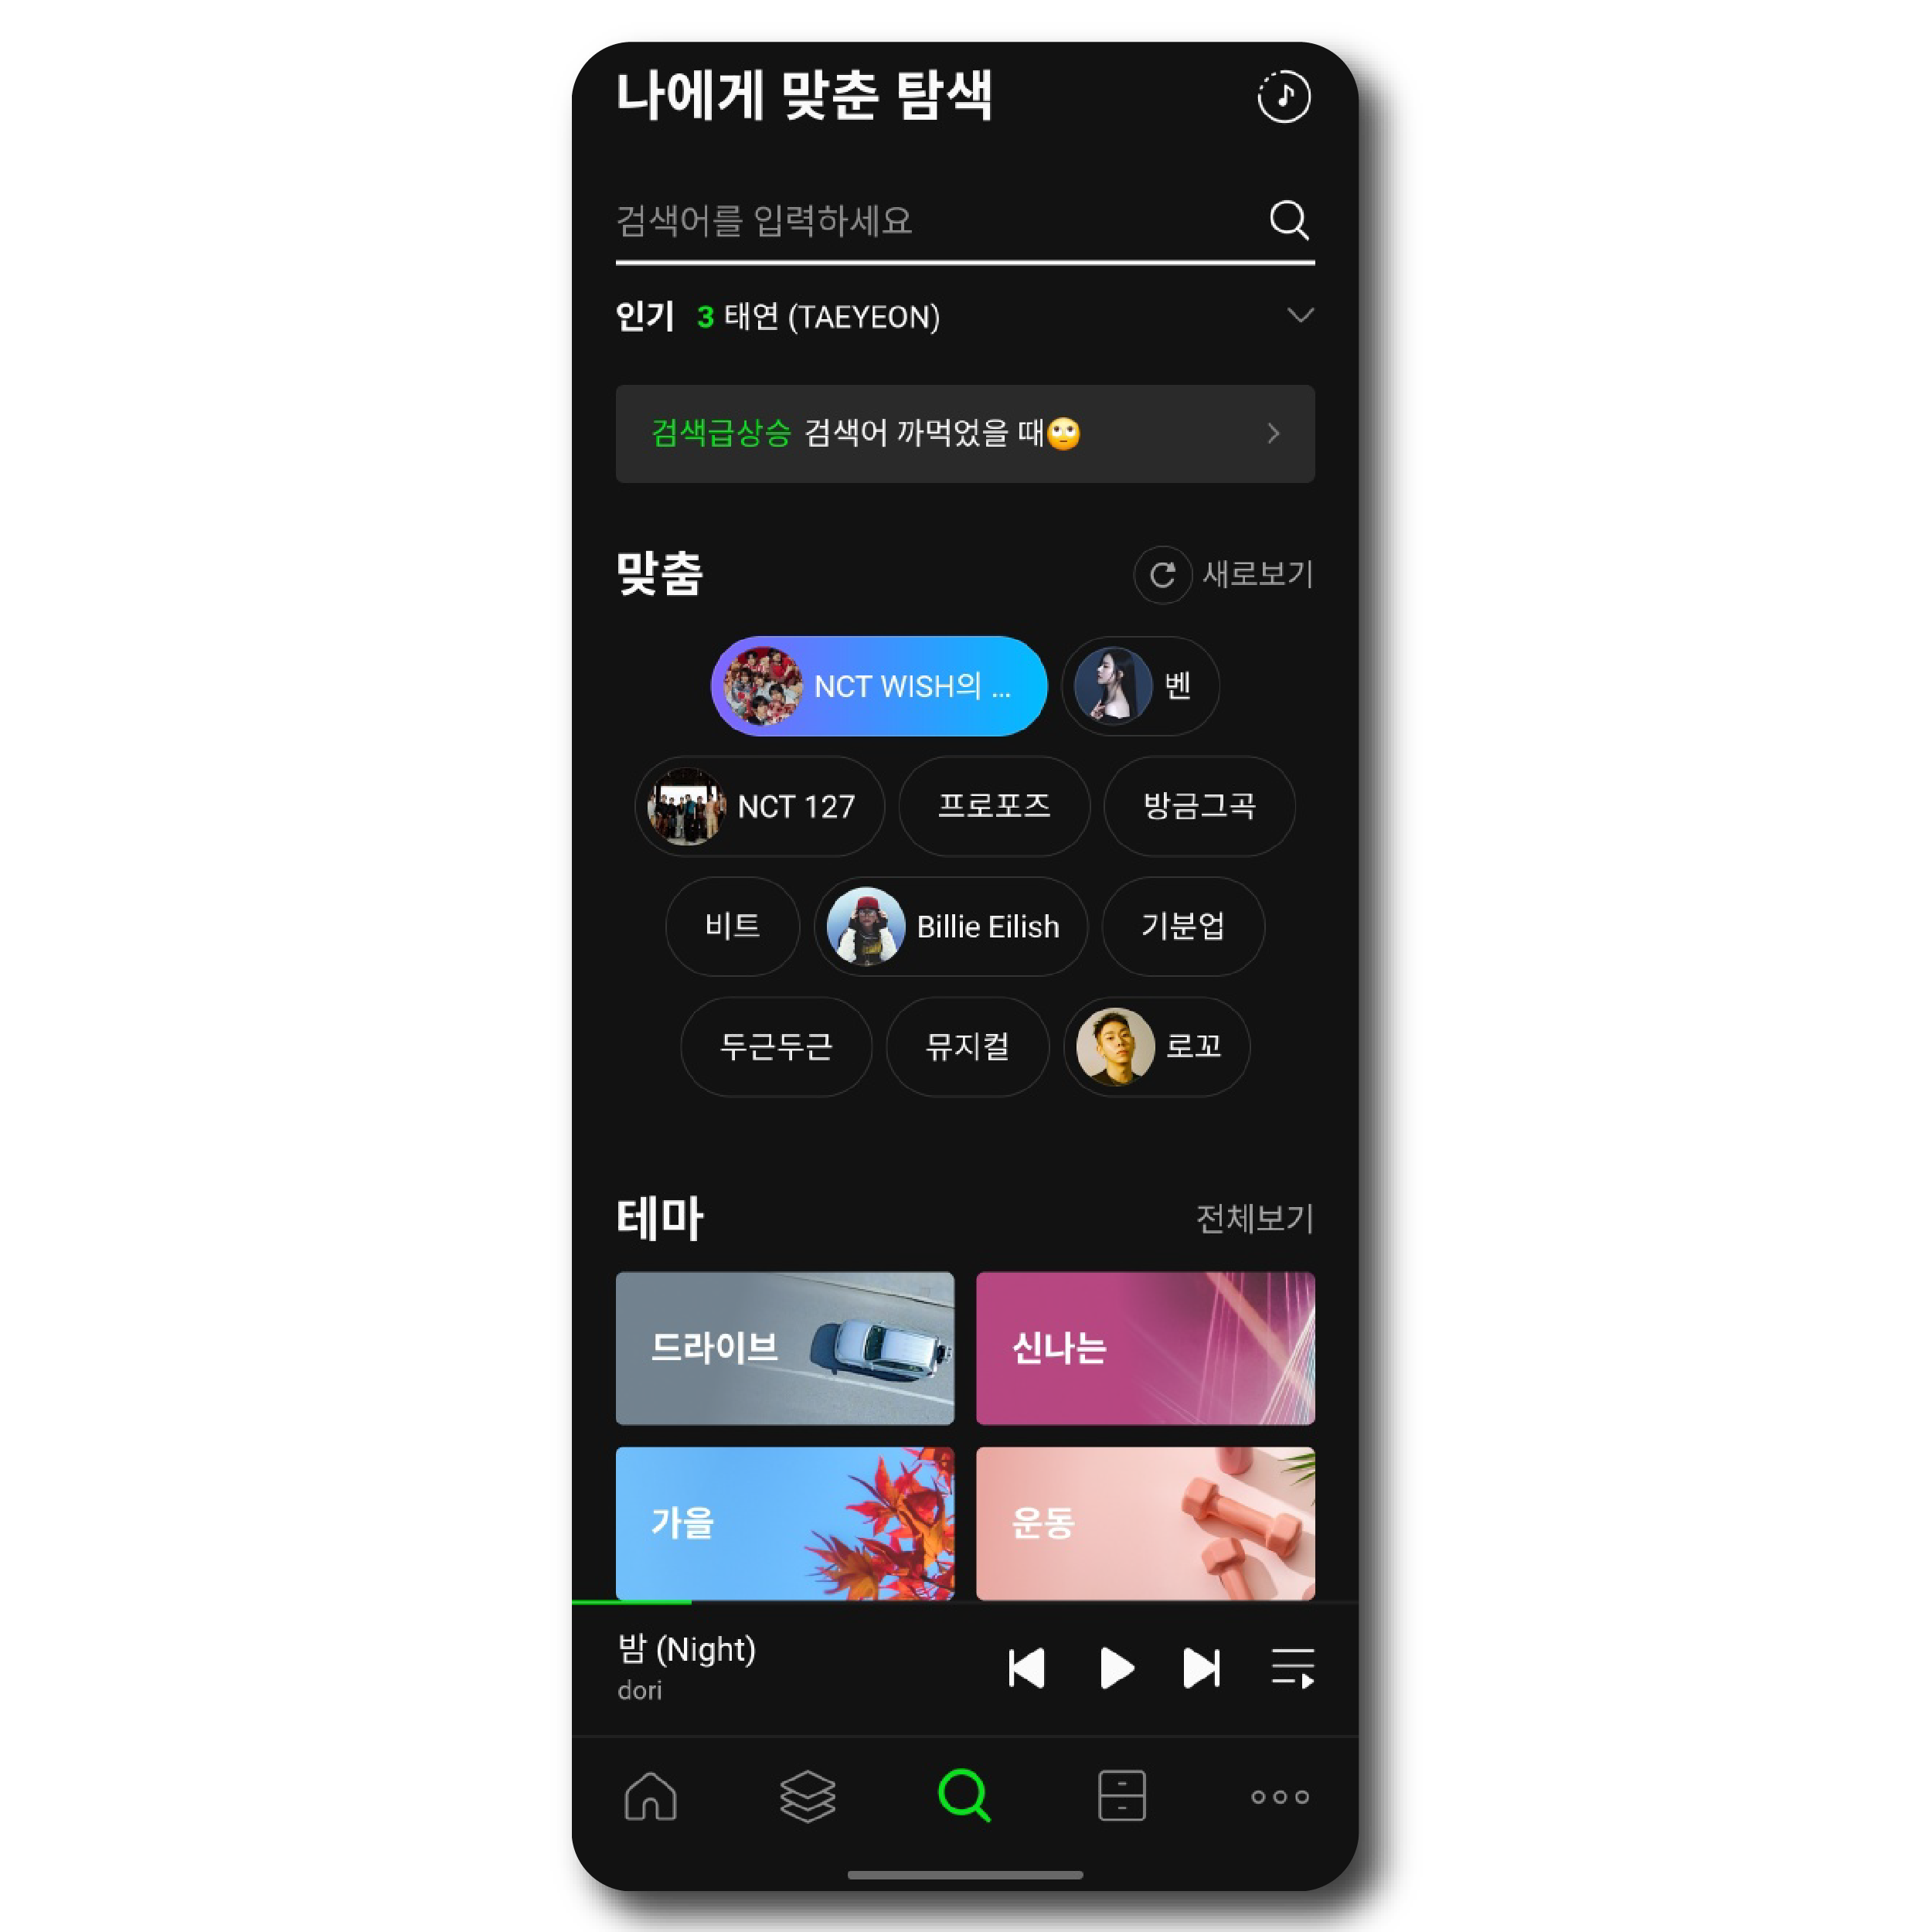 나에게 맞춘 탐색
검색어를 입력하세요
인기 3 태연 (TAEYEON)
검색급상승 검색어 까먹었을 때🙄
맞춤 새로보기
NCT WISH의 ... 벤
NCT 127 프로포즈 방금그곡
비트 Billie Eilish 기분업
두근두근 뮤지컬 로꼬
테마 전체보기
드라이브 신나는
가을 운동
밤 (Night)
dori